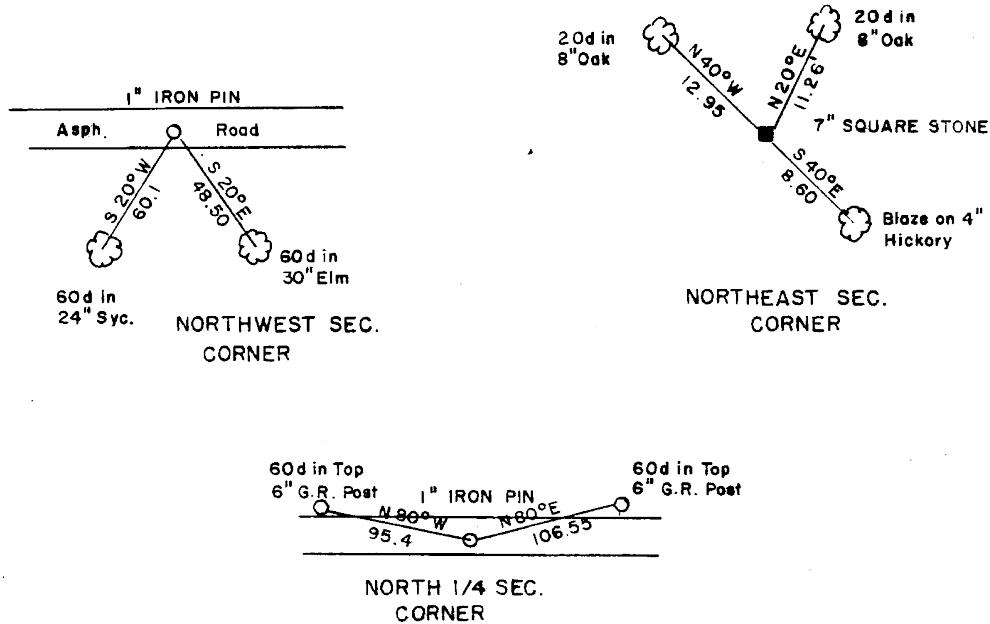 1" IRON PIN
Asph. Road
S 20° W
60.1
S 20° E
48.50
60d in
24" Syc.
60d in
30" Elm
NORTHWEST SEC.
CORNER
20d in
8" Oak
N 40° W
12.95
20d in
8" Oak
N 20° E
11.26'
7" SQUARE STONE
S 40° E
8.60
Blaze on 4"
Hickory
NORTHEAST SEC.
CORNER
60d in Top
6" G.R. Post
1" IRON PIN
60d in Top
6" G.R. Post
N 80° W
95.4
N 80° E
106.55
NORTH 1/4 SEC.
CORNER